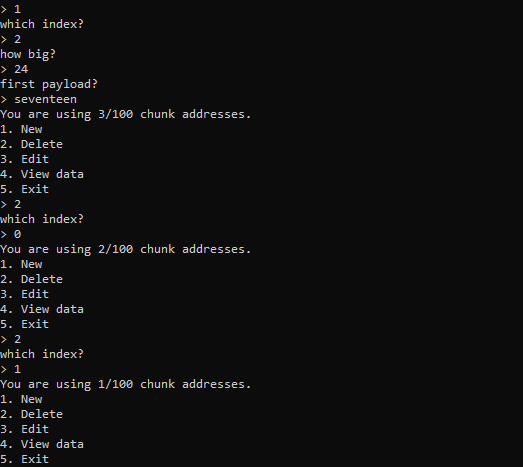 > 1
which index?
> 2
how big?
> 24
first payload?
> seventeen
You are using 3/100 chunk addresses.
1. New
2. Delete
3. Edit
4. View data
5. Exit
> 2
which index?
> 0
You are using 2/100 chunk addresses.
1. New
2. Delete
3. Edit
4. View data
5. Exit
> 2
which index?
> 1
You are using 1/100 chunk addresses.
1. New
2. Delete
3. Edit
4. View data
5. Exit